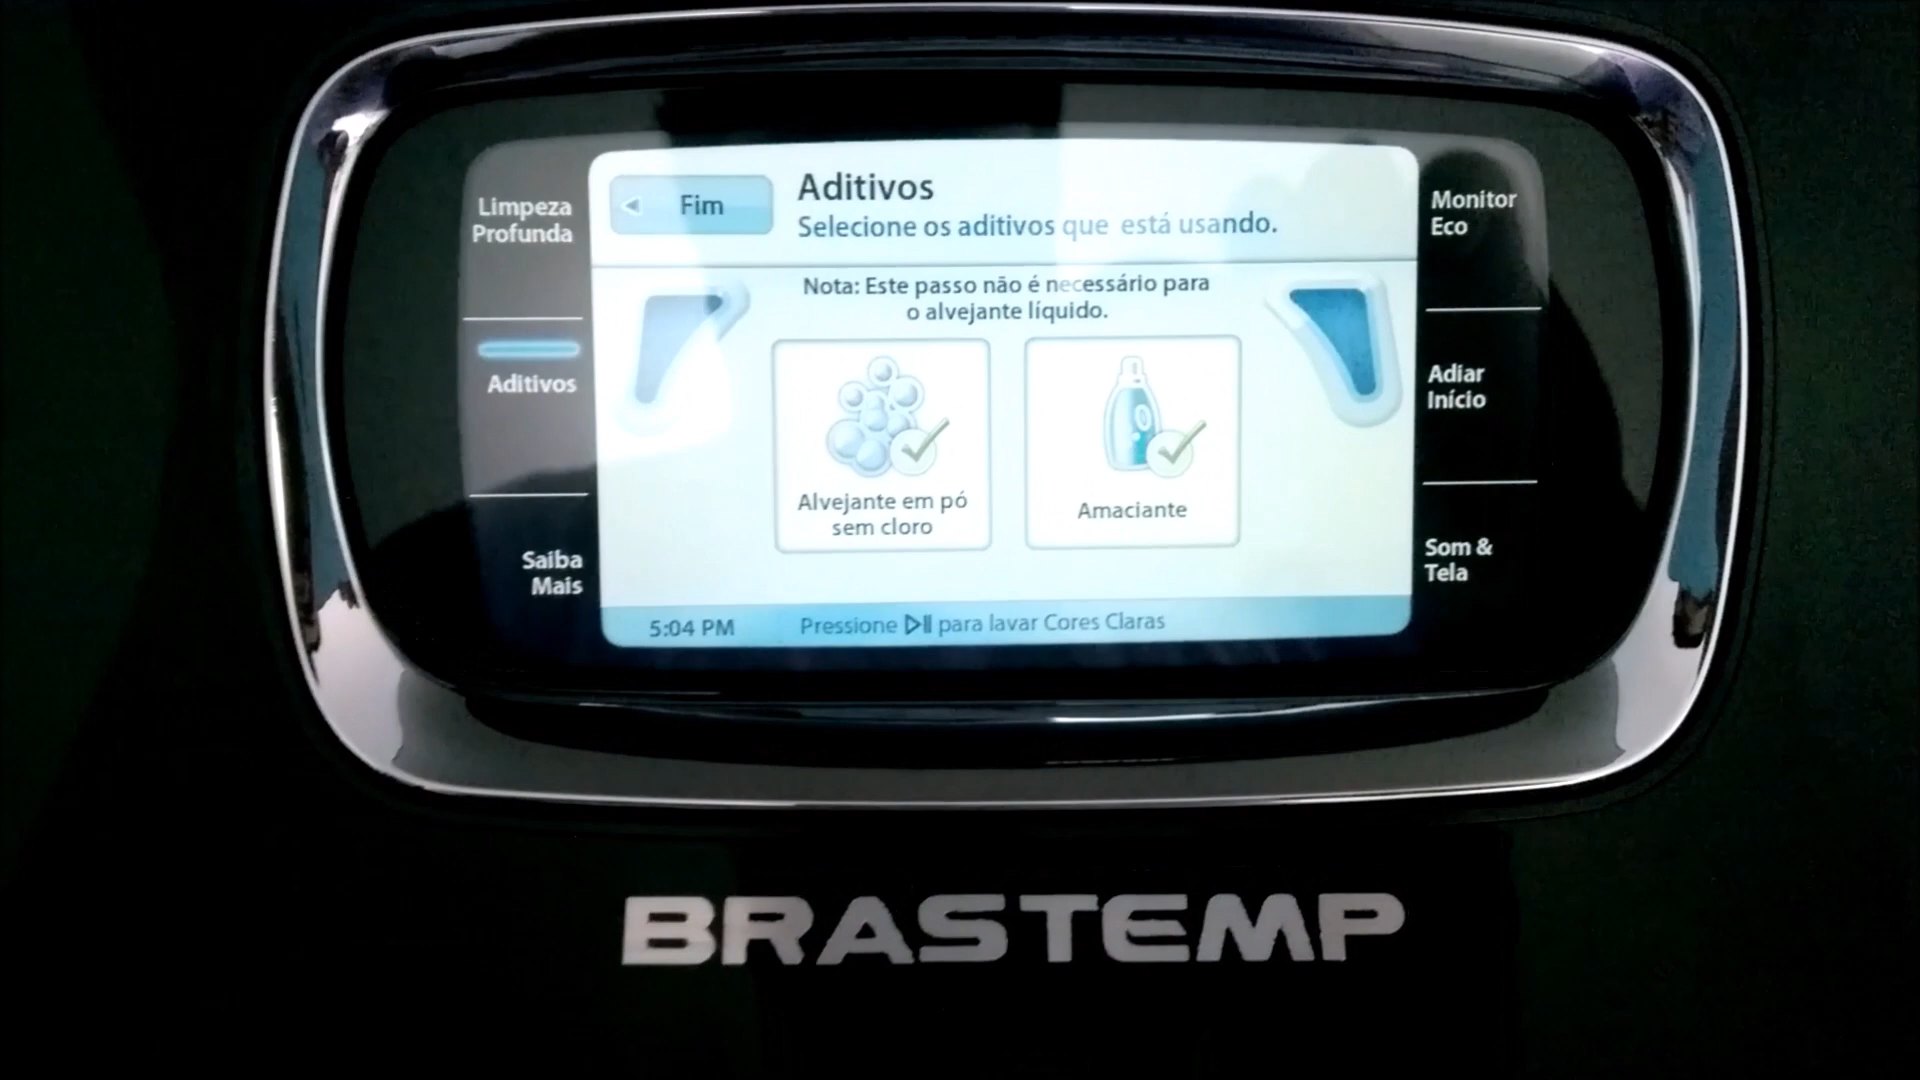 Limpeza
Profunda
Aditivos
Saiba
Mais
Fim
Aditivos
Selecione os aditivos que está usando.
Nota: Este passo não é necessário para
o alvejante líquido.
Alvejante em pó
sem cloro
Amaciante
5:04 PM
Pressione para lavar Cores Claras
Monitor
Eco
Adiar
Início
Som &
Tela
BRASTEMP